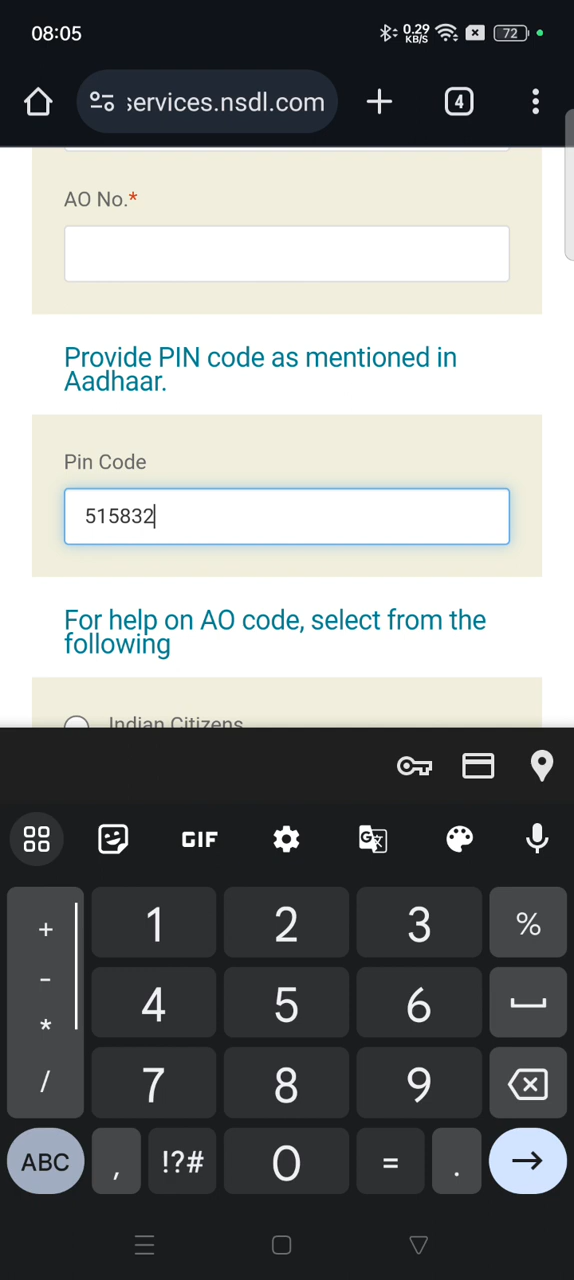 08:05
0.29
KB/S
72
services.nsdl.com
4
AO No.*
Provide PIN code as mentioned in
Aadhaar.
Pin Code
515832
For help on AO code, select from the
following
Indian Citizens
GIF
+ 1 2 3 %
- 4 5 6
*
/ 7 8 9
ABC , !?# 0 = .